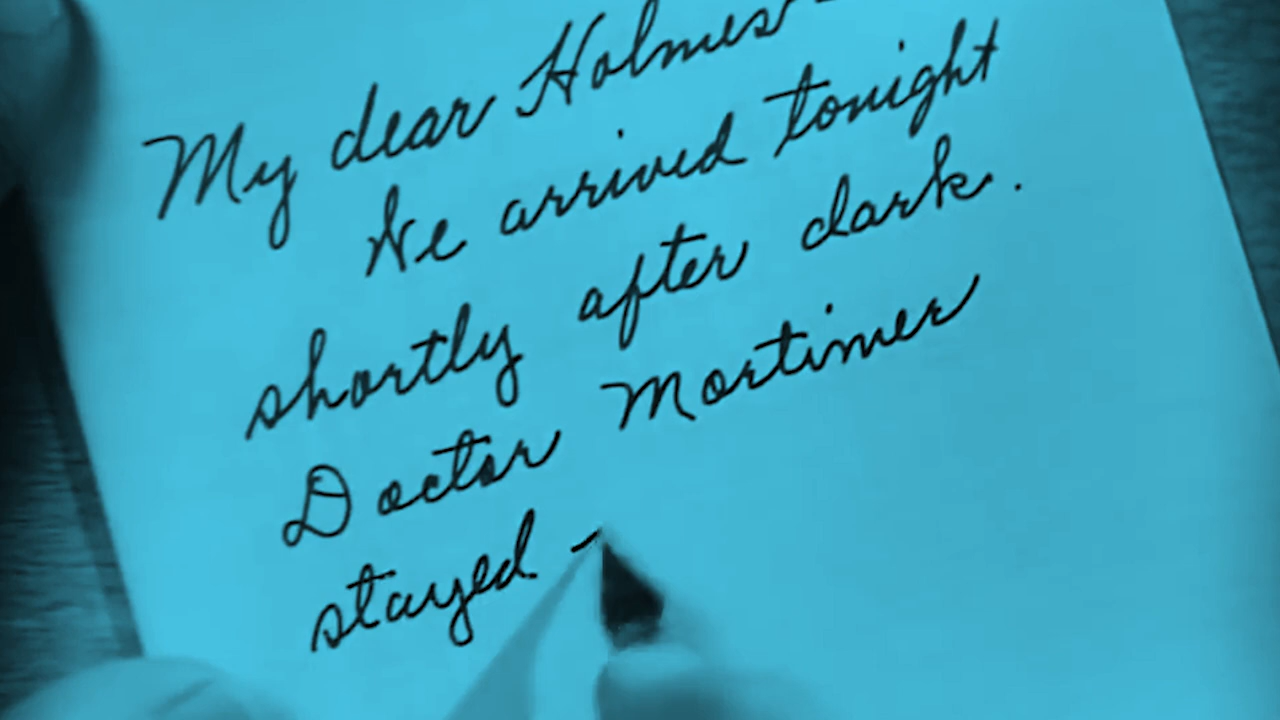 My dear Holmes-
We arrived tonight
shortly after dark.
Doctor Mortimer
stayed -